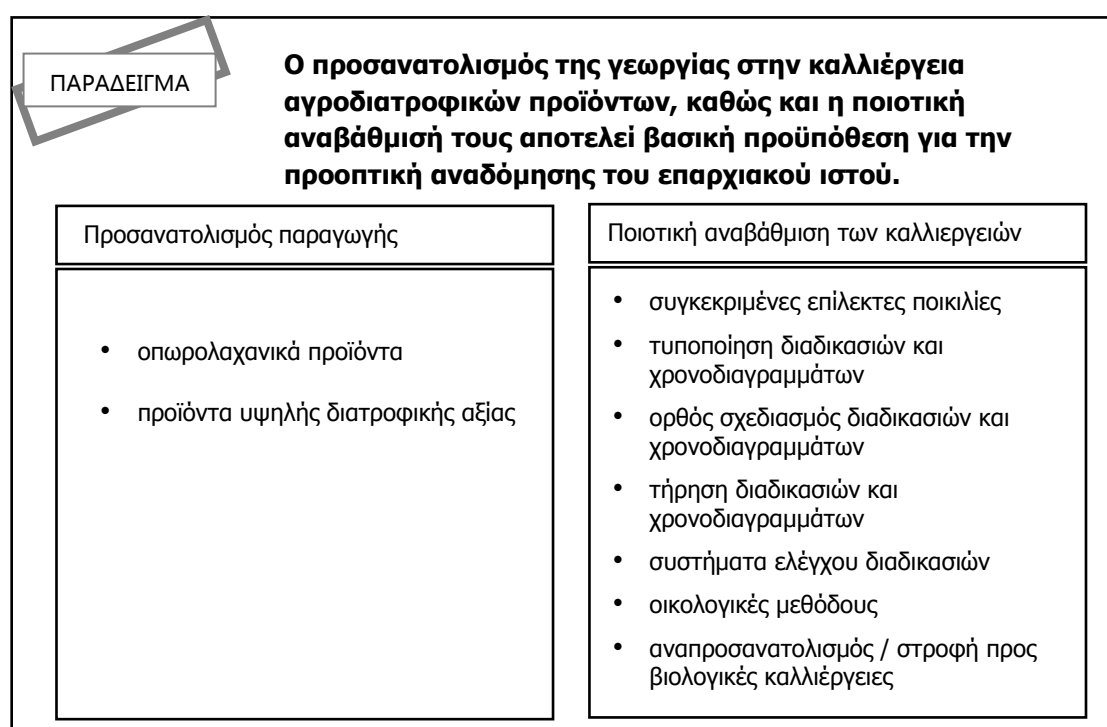 ΠΑΡΑΔΕΙΓΜΑ
Ο προσανατολισμός της γεωργίας στην καλλιέργεια
αγροδιατροφικών προϊόντων, καθώς και η ποιοτική
αναβάθμισή τους αποτελεί βασική προϋπόθεση για την
προοπτική αναδόμησης του επαρχιακού ιστού.
Προσανατολισμός παραγωγής
• οπωρολαχανικά προϊόντα
• προϊόντα υψηλής διατροφικής αξίας
Ποιοτική αναβάθμιση των καλλιεργειών
• συγκεκριμένες επίλεκτες ποικιλίες
• τυποποίηση διαδικασιών και
χρονοδιαγραμμάτων
• ορθός σχεδιασμός διαδικασιών και
χρονοδιαγραμμάτων
• τήρηση διαδικασιών και
χρονοδιαγραμμάτων
• συστήματα ελέγχου διαδικασιών
• οικολογικές μεθόδους
• αναπροσανατολισμός / στροφή προς
βιολογικές καλλιέργειες